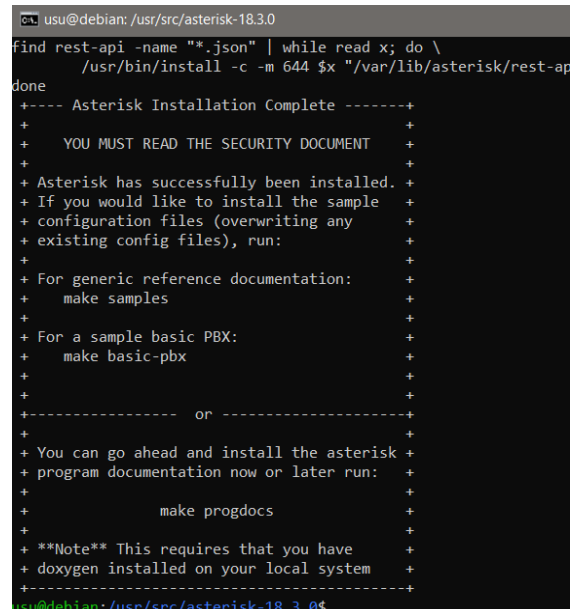 usu@debian: /usr/src/asterisk-18.3.0
find rest-api -name "*.json" | while read x; do \
        /usr/bin/install -c -m 644 $x "/var/lib/asterisk/rest-ap
done
 +---- Asterisk Installation Complete -------+
 +                                           +
 +    YOU MUST READ THE SECURITY DOCUMENT    +
 +                                           +
 + Asterisk has successfully been installed. +
 + If you would like to install the sample   +
 + configuration files (overwriting any      +
 + existing config files), run:              +
 +                                           +
 + For generic reference documentation:      +
 +    make samples                           +
 +                                           +
 + For a sample basic PBX:                   +
 +    make basic-pbx                         +
 +                                           +
 +                                           +
 +-----------------  or ---------------------+
 +                                           +
 + You can go ahead and install the asterisk +
 + program documentation now or later run:   +
 +                                           +
 +               make progdocs               +
 +                                           +
 + **Note** This requires that you have      +
 + doxygen installed on your local system    +
 +-------------------------------------------+
usu@debian:/usr/src/asterisk-18.3.0$